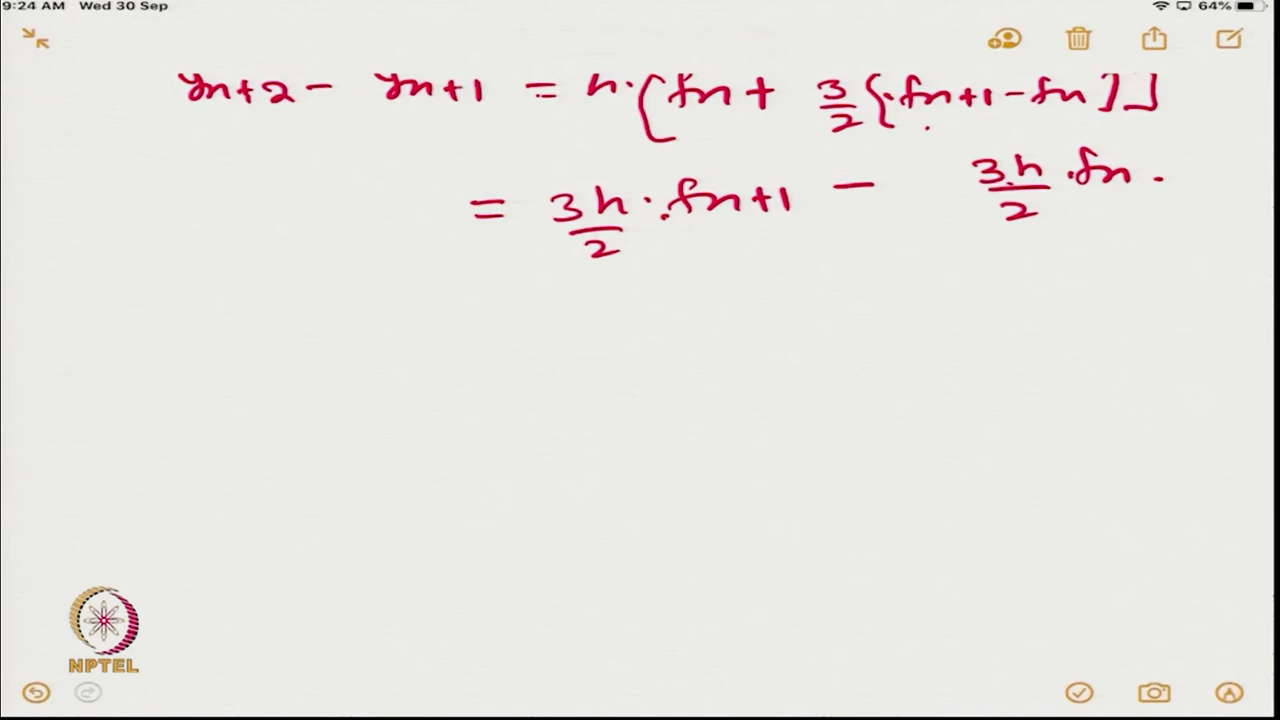 9:24 AM Wed 30 Sep 64%
yn+2 - yn+1 = h.[fn + 3/2{.fn+1 - fn}]
= 3h/2 .fn+1 - 3.h/2 .fn.
NPTEL